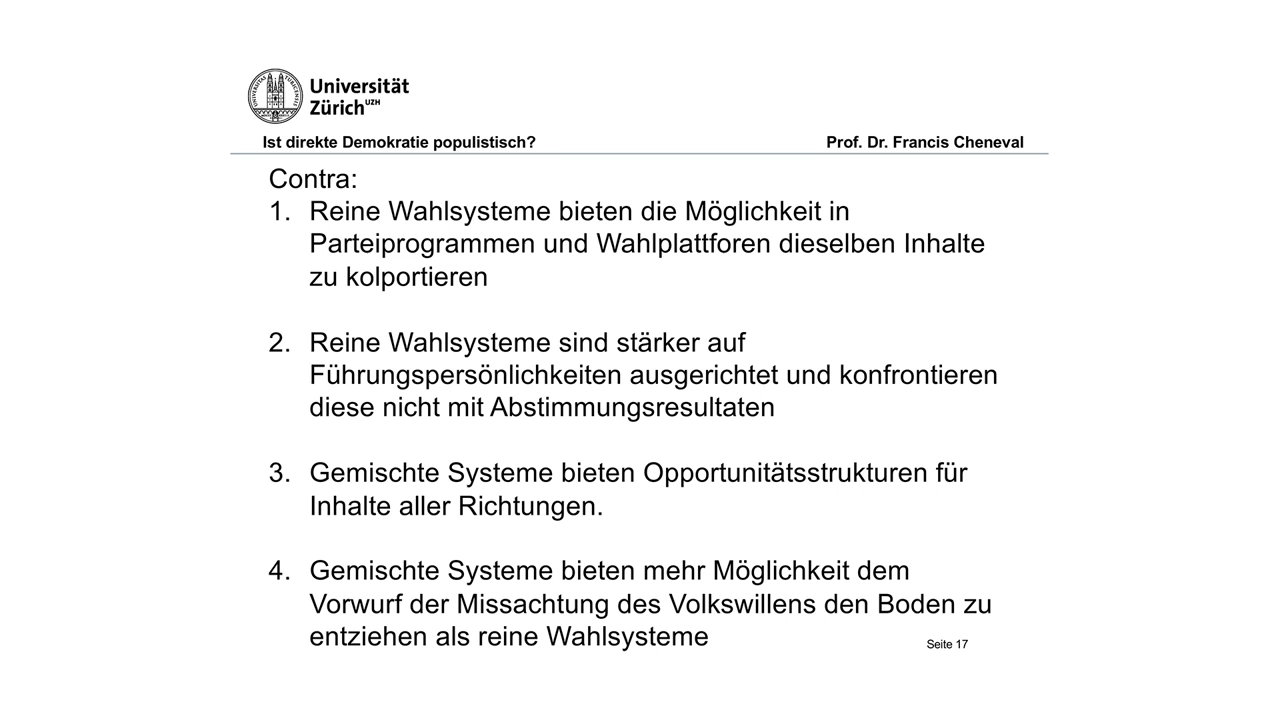 Universität
Zürich UZH
Ist direkte Demokratie populistisch? Prof. Dr. Francis Cheneval
Contra:
1. Reine Wahlsysteme bieten die Möglichkeit in
Parteiprogrammen und Wahlplattforen dieselben Inhalte
zu kolportieren
2. Reine Wahlsysteme sind stärker auf
Führungspersönlichkeiten ausgerichtet und konfrontieren
diese nicht mit Abstimmungsresultaten
3. Gemischte Systeme bieten Opportunitätsstrukturen für
Inhalte aller Richtungen.
4. Gemischte Systeme bieten mehr Möglichkeit dem
Vorwurf der Missachtung des Volkswillens den Boden zu
entziehen als reine Wahlsysteme
Seite 17